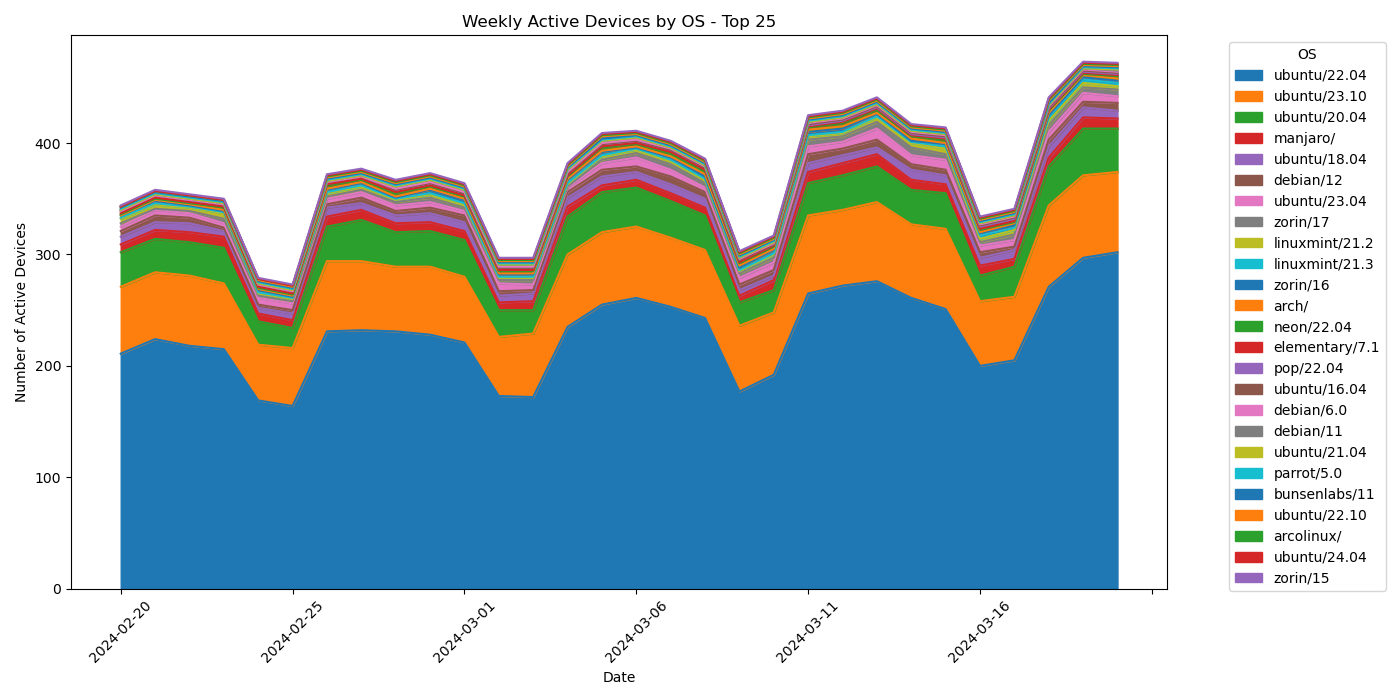 Weekly Active Devices by OS - Top 25
Number of Active Devices
400
300
200
100
0
2024-02-20
2024-02-25
2024-03-01
2024-03-06
2024-03-11
2024-03-16
Date
OS
ubuntu/22.04
ubuntu/23.10
ubuntu/20.04
manjaro/
ubuntu/18.04
debian/12
ubuntu/23.04
zorin/17
linuxmint/21.2
linuxmint/21.3
zorin/16
arch/
neon/22.04
elementary/7.1
pop/22.04
ubuntu/16.04
debian/6.0
debian/11
ubuntu/21.04
parrot/5.0
bunsenlabs/11
ubuntu/22.10
arcolinux/
ubuntu/24.04
zorin/15